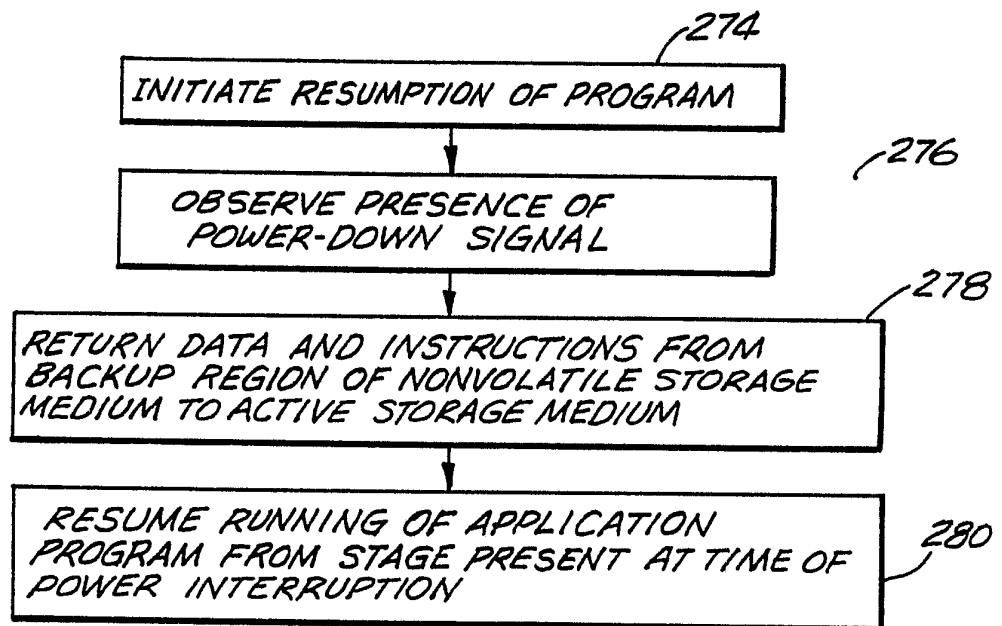 274
INITIATE RESUMPTION OF PROGRAM
276
OBSERVE PRESENCE OF
POWER-DOWN SIGNAL
278
RETURN DATA AND INSTRUCTIONS FROM
BACKUP REGION OF NONVOLATILE STORAGE
MEDIUM TO ACTIVE STORAGE MEDIUM
RESUME RUNNING OF APPLICATION
PROGRAM FROM STAGE PRESENT AT TIME OF
POWER INTERRUPTION
280